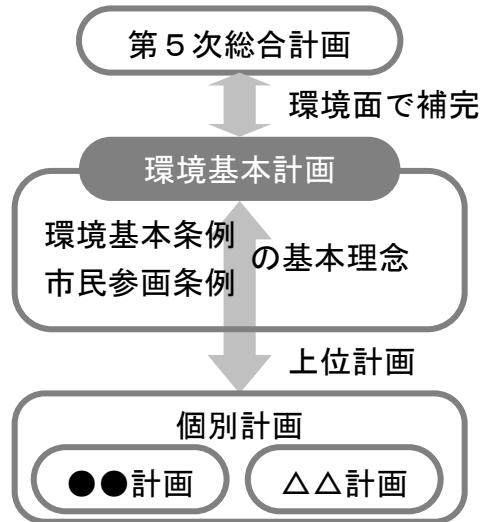 第５次総合計画
環境面で補完
環境基本計画
環境基本条例
市民参画条例
の基本理念
上位計画
個別計画
●●計画
△△計画